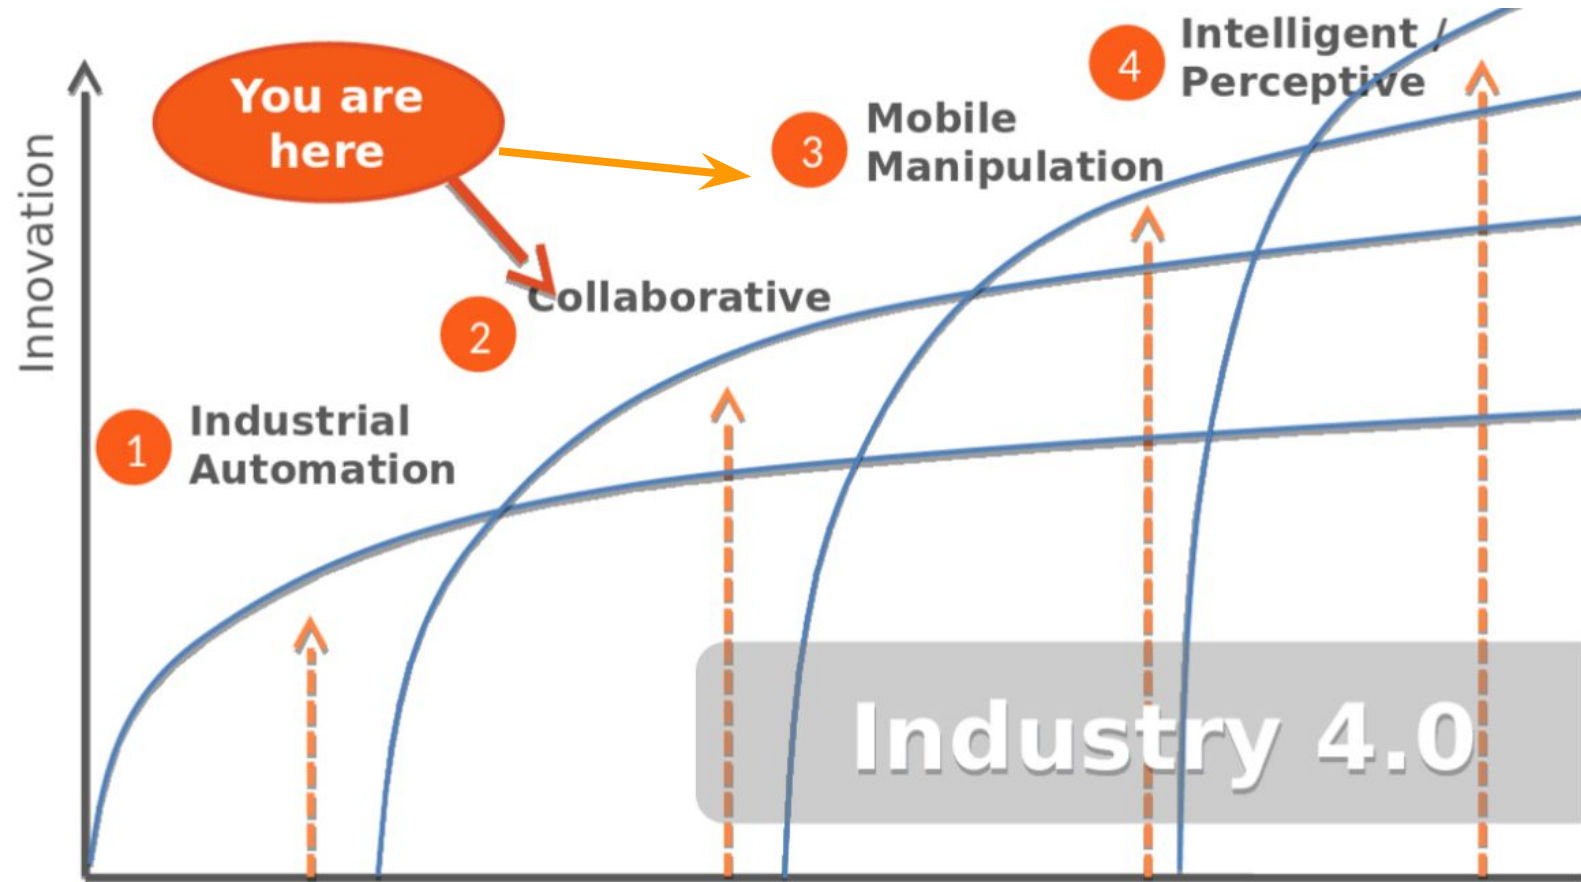 You are
here
Innovation
1
Industrial
Automation
2
Collaborative
3
Mobile
Manipulation
4
Intelligent /
Perceptive
Industry 4.0